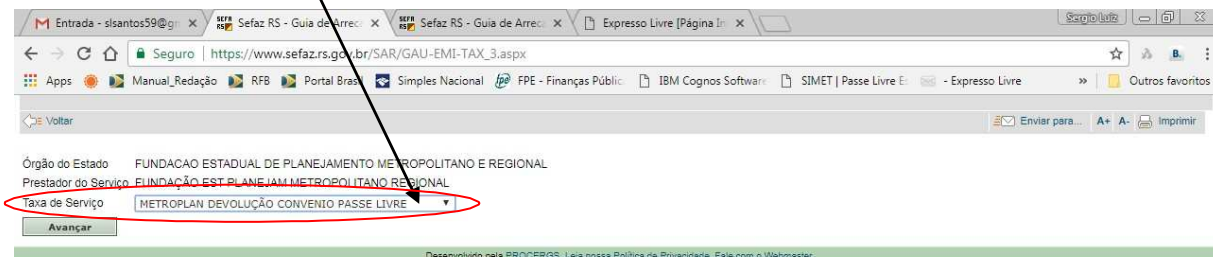 Entrada - slsantos59@gm
Sefaz RS - Guia de Arrec
Sefaz RS - Guia de Arrec
Expresso Livre [Página In
Sergio Luiz
Seguro | https://www.sefaz.rs.gov.br/SAR/GAU-EMI-TAX_3.aspx
Apps Manual_Redação RFB Portal Brasil Simples Nacional FPE - Finanças Públic IBM Cognos Software SIMET | Passe Livre Es - Expresso Livre » Outros favoritos
Voltar Enviar para... A+ A- Imprimir
Órgão do Estado FUNDACAO ESTADUAL DE PLANEJAMENTO METROPOLITANO E REGIONAL
Prestador do Serviço FUNDAÇÃO EST PLANEJAM METROPOLITANO REGIONAL
Taxa de Serviço METROPLAN DEVOLUÇÃO CONVENIO PASSE LIVRE
Avançar
Desenvolvido pela PROCERGS. Leia nossa Política de Privacidade. Fale com o Webmaster